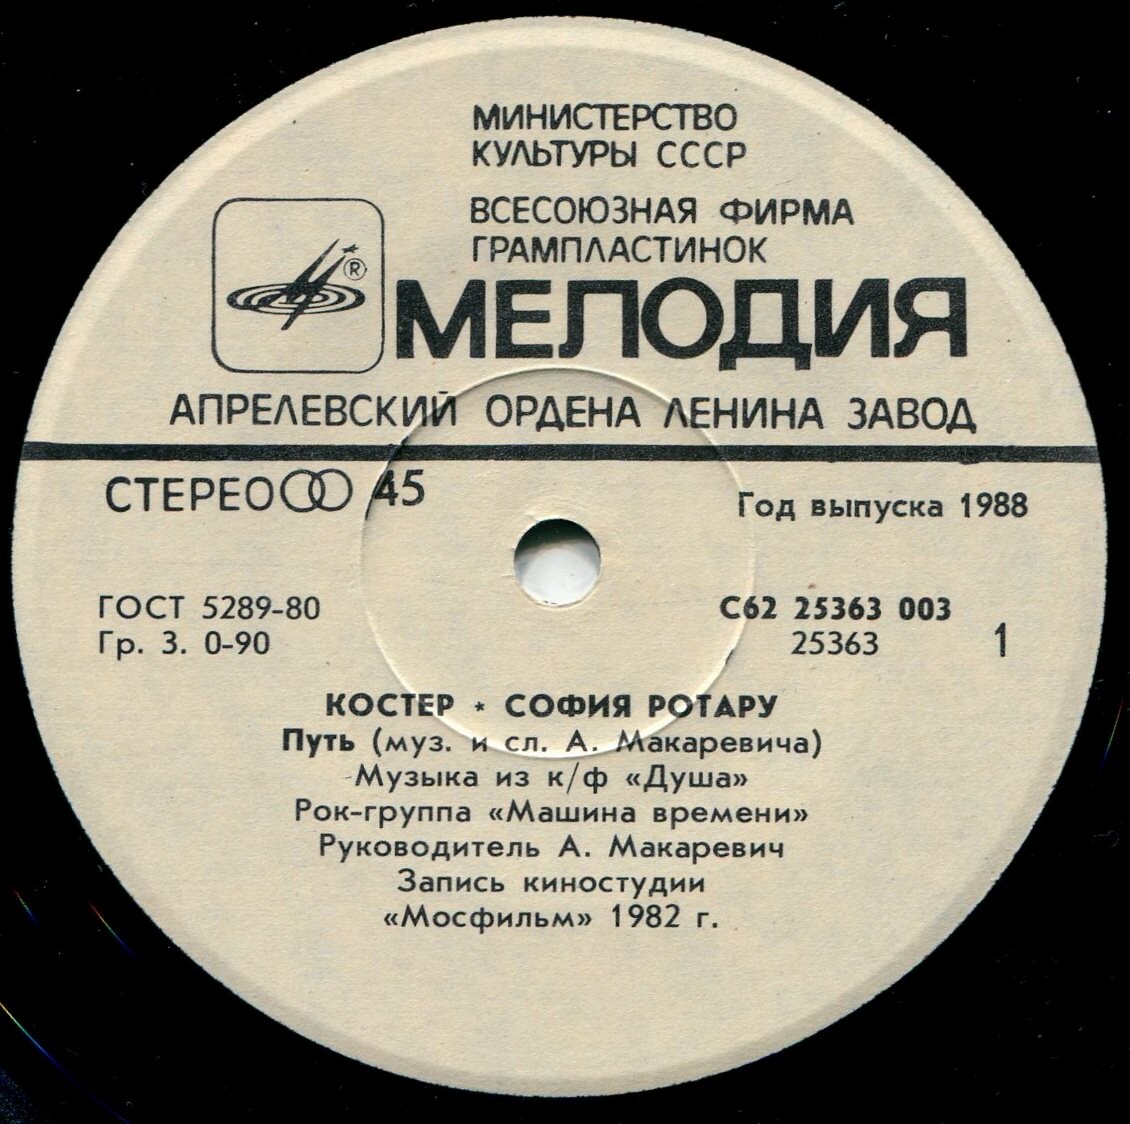 МИНИСТЕРСТВО
КУЛЬТУРЫ СССР
ВСЕСОЮЗНАЯ ФИРМА
ГРАМПЛАСТИНОК
®
МЕЛОДИЯ
АПРЕЛЕВСКИЙ ОРДЕНА ЛЕНИНА ЗАВОД
СТЕРЕО 45
Год выпуска 1988
ГОСТ 5289-80
Гр. 3. 0-90
С62 25363 003
25363
1
КОСТЕР * СОФИЯ РОТАРУ
Путь (муз. и сл. А. Макаревича)
Музыка из к/ф «Душа»
Рок-группа «Машина времени»
Руководитель А. Макаревич
Запись киностудии
«Мосфильм» 1982 г.